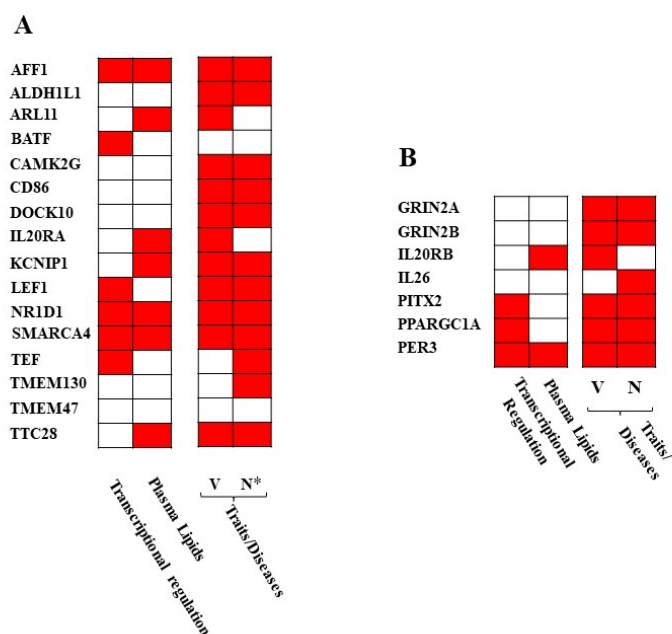 A
AFF1
ALDH1L1
ARL11
BATF
CAMK2G
CD86
DOCK10
IL20RA
KCNIP1
LEF1
NR1D1
SMARCA4
TEF
TMEM130
TMEM47
TTC28
Transcriptional regulation
Plasma Lipids
V N*
Traits/Diseases
B
GRIN2A
GRIN2B
IL20RB
IL26
PITX2
PPARGC1A
PER3
Transcriptional
Regulation
Plasma Lipids
V N
Traits/
Diseases